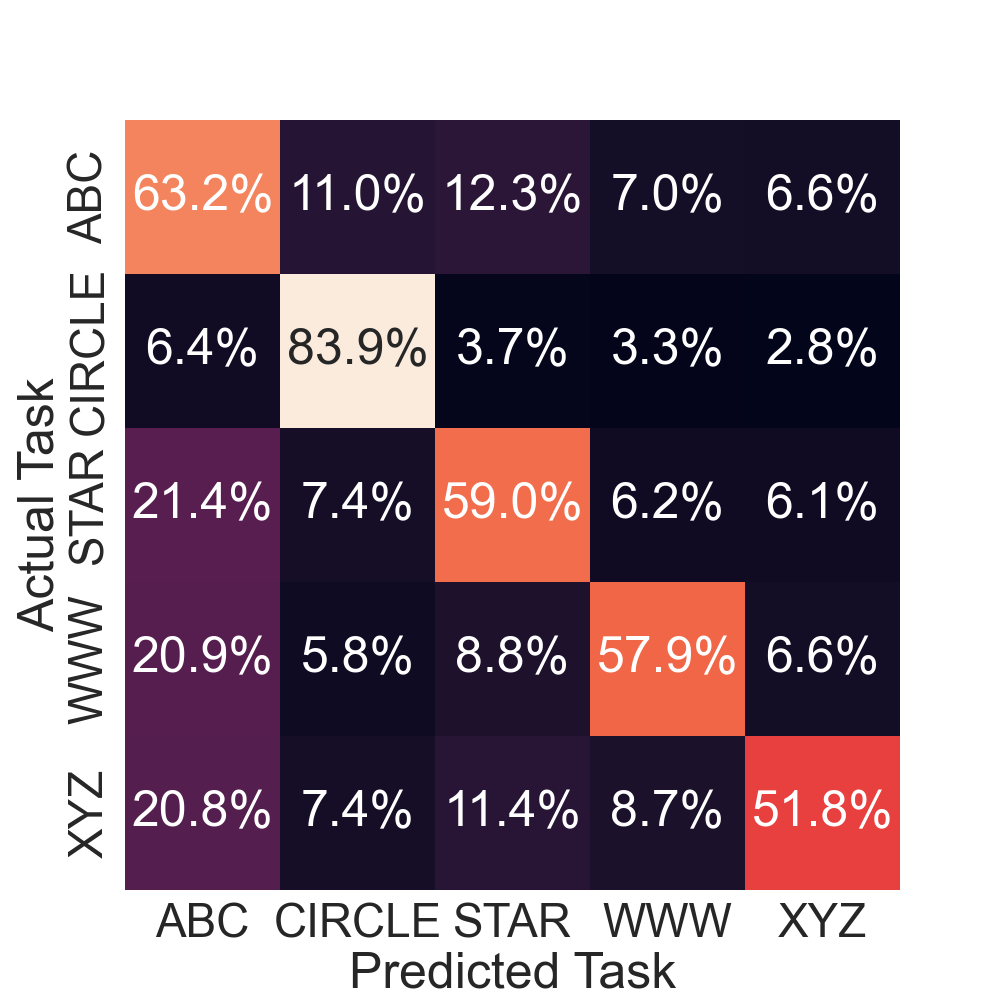 Actual Task
ABC 63.2% 11.0% 12.3% 7.0% 6.6%
CIRCLE 6.4% 83.9% 3.7% 3.3% 2.8%
STAR 21.4% 7.4% 59.0% 6.2% 6.1%
WWW 20.9% 5.8% 8.8% 57.9% 6.6%
XYZ 20.8% 7.4% 11.4% 8.7% 51.8%
ABC CIRCLE STAR WWW XYZ
Predicted Task